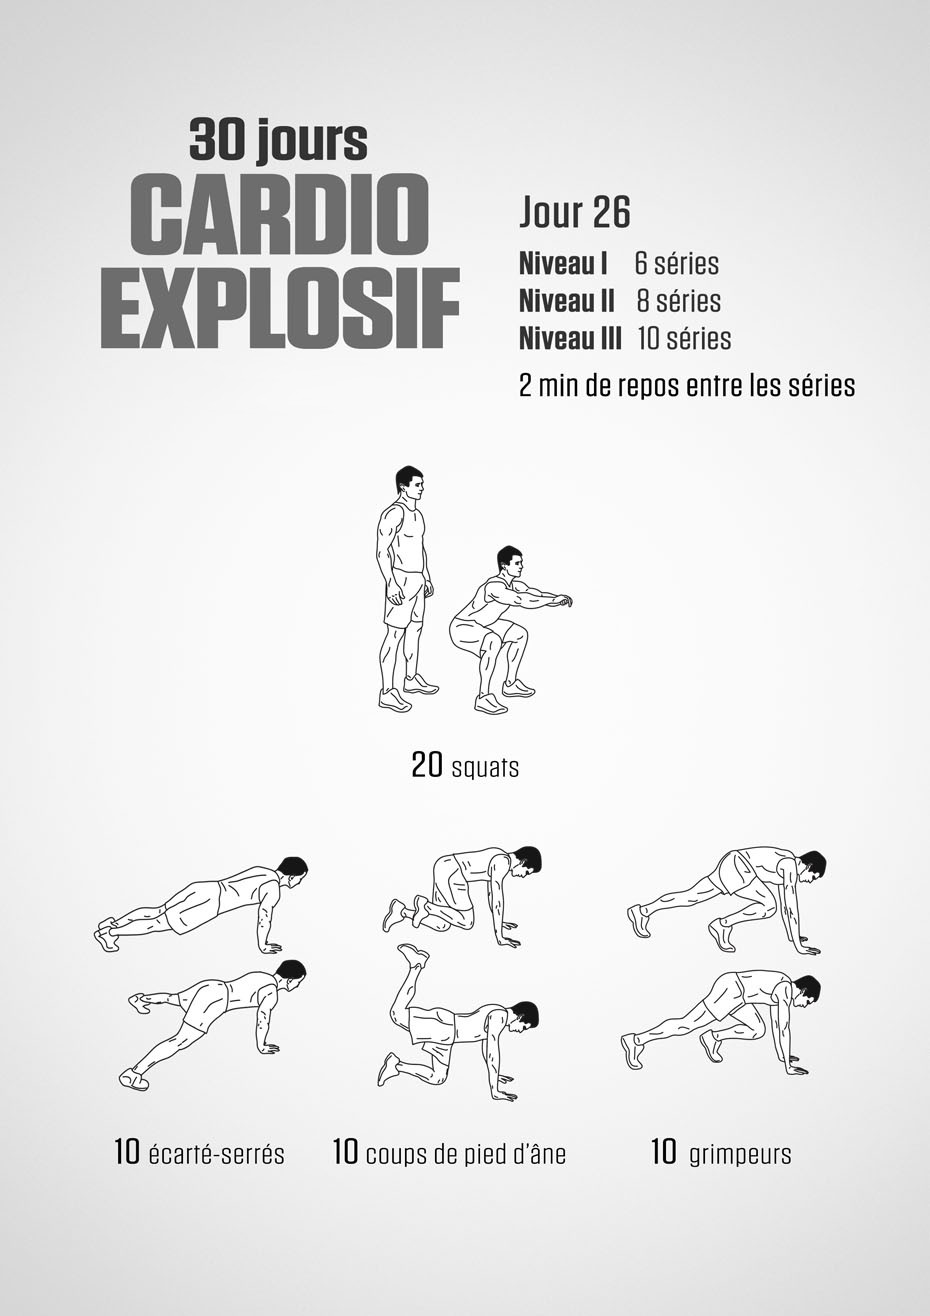 30 jours
CARDIO
EXPLOSIF
Jour 26
Niveau I 6 séries
Niveau II 8 séries
Niveau III 10 séries
2 min de repos entre les séries
20 squats
10 écarté-serrés
10 coups de pied d'âne
10 grimpeurs